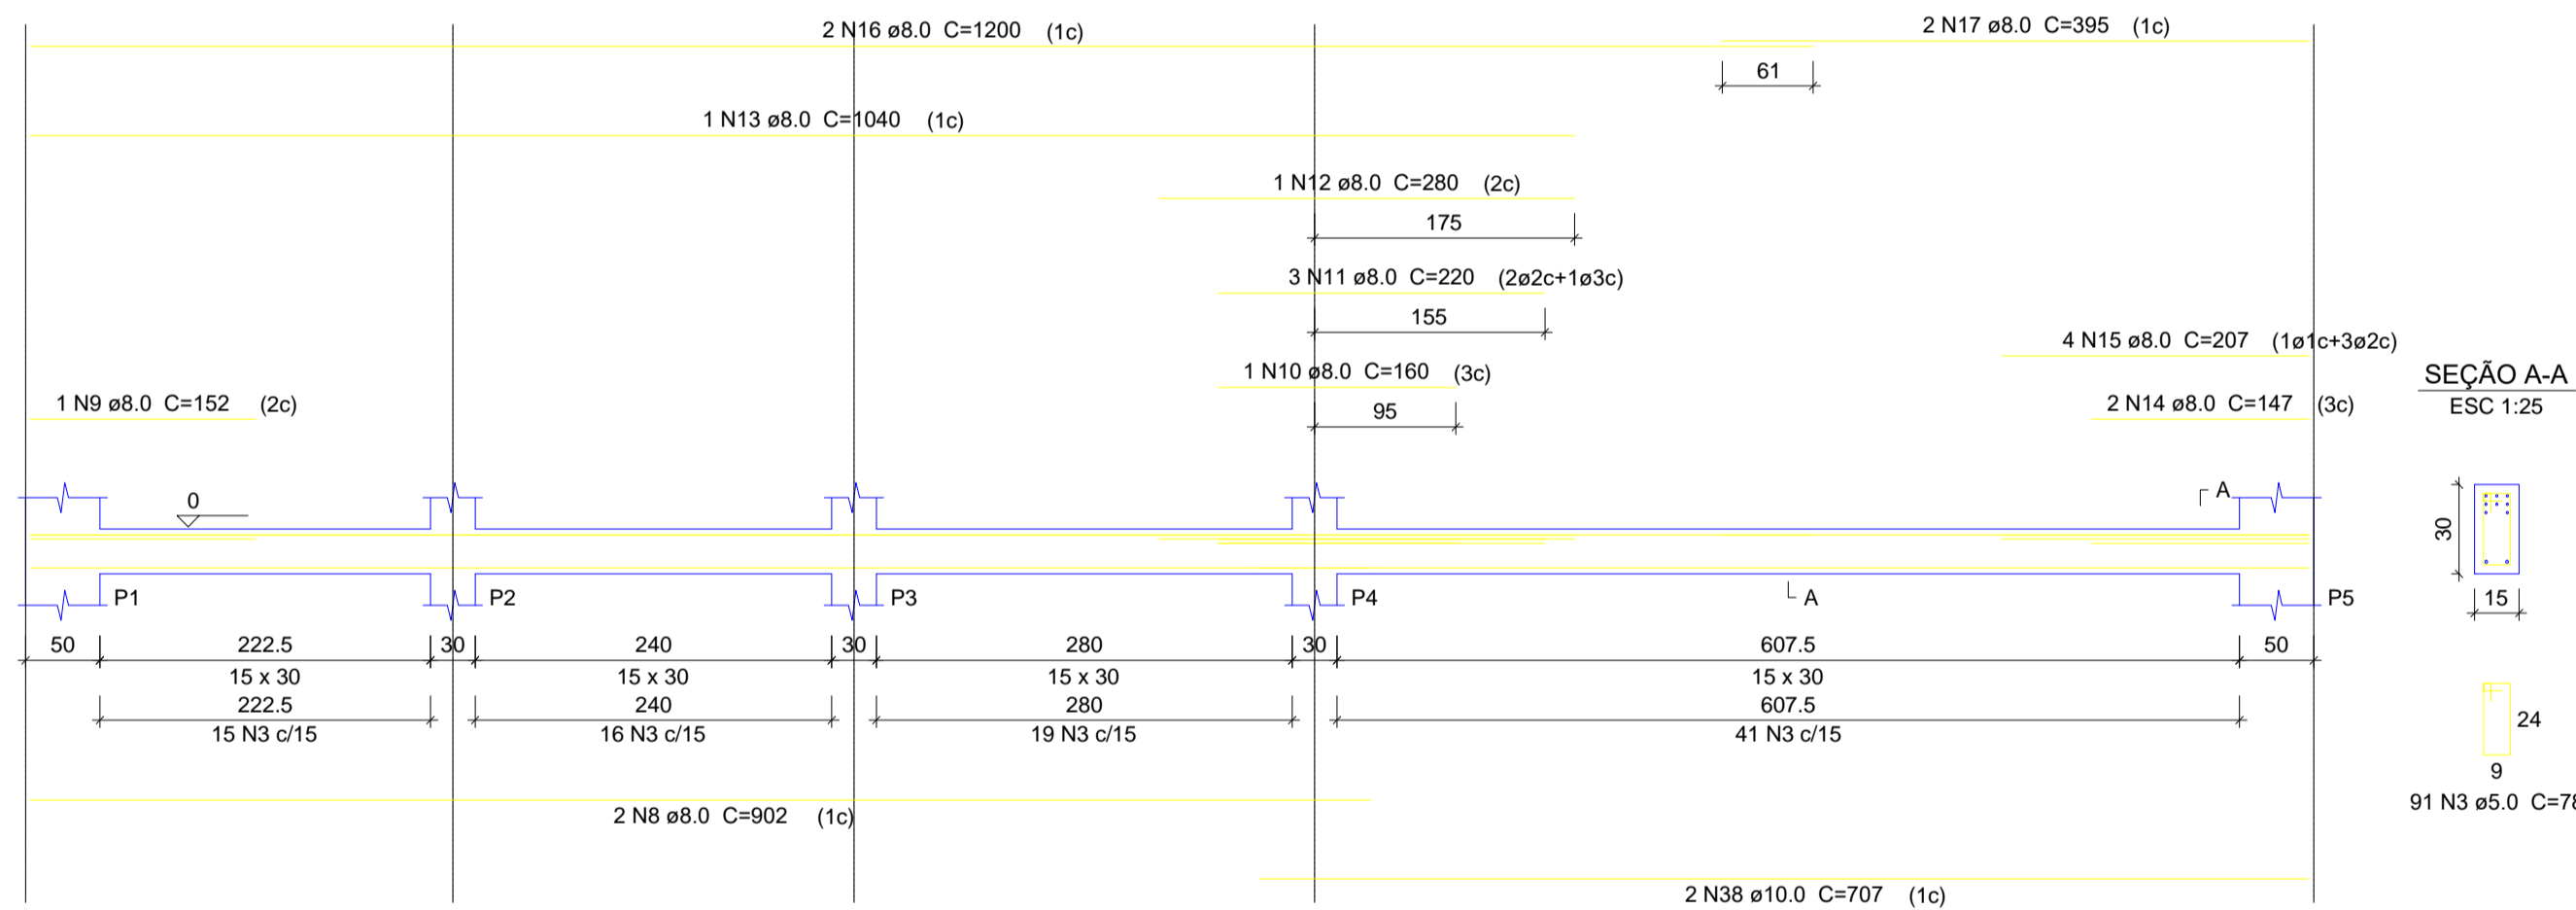 2 N16 ø8.0 C=1200 (1c)
2 N17 ø8.0 C=395 (1c)
61
1 N13 ø8.0 C=1040 (1c)
1 N12 ø8.0 C=280 (2c)
175
3 N11 ø8.0 C=220 (2ø2c+1ø3c)
155
4 N15 ø8.0 C=207 (1ø1c+3ø2c)
1 N10 ø8.0 C=160 (3c)
95
1 N9 ø8.0 C=152 (2c)
2 N14 ø8.0 C=147 (3c)
SEÇÃO A-A
ESC 1:25
0
A
30
15
P1
P2
P3
P4
A
P5
50
222.5
30
240
30
280
30
607.5
50
15 x 30
15 x 30
15 x 30
15 x 30
222.5
240
280
607.5
15 N3 c/15
16 N3 c/15
19 N3 c/15
41 N3 c/15
24
9
91 N3 ø5.0 C=78
2 N8 ø8.0 C=902 (1c)
2 N38 ø10.0 C=707 (1c)